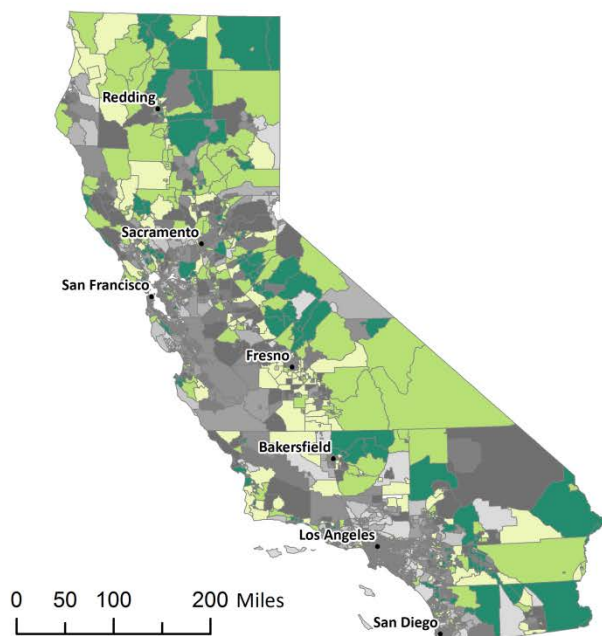 Redding
Sacramento
San Francisco
Fresno
Bakersfield
Los Angeles
0 50 100 200 Miles
San Diego